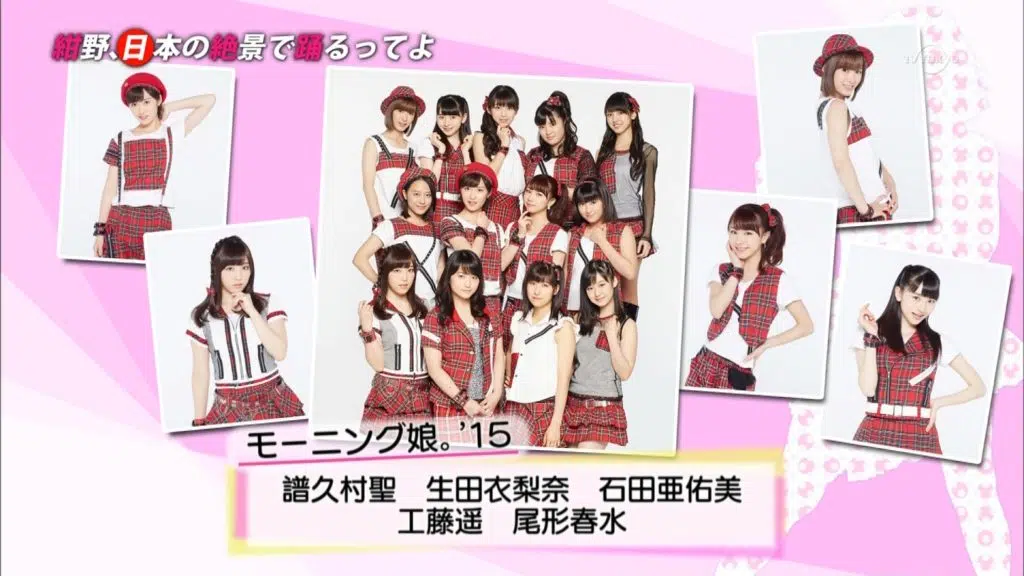 紺野、日本の絶景で踊るってよ
モーニング娘。'15
譜久村聖 生田衣梨奈 石田亜佑美
工藤遥 尾形春水